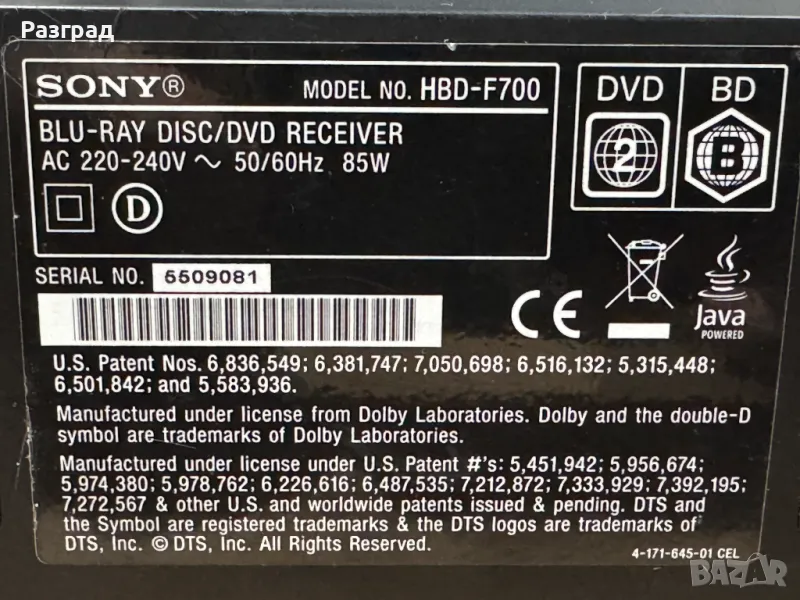 Разград
SONY®
MODEL NO. HBD-F700
BLU-RAY DISC/DVD RECEIVER
AC 220-240V ~ 50/60Hz 85W
D
DVD
BD
2
B
SERIAL NO. 5509081
CE
Java
POWERED
U.S. Patent Nos. 6,836,549; 6,381,747; 7,050,698; 6,516,132; 5,315,448;
6,501,842; and 5,583,936.
Manufactured under license from Dolby Laboratories. Dolby and the double-D
symbol are trademarks of Dolby Laboratories.
Manufactured under license under U.S. Patent #'s: 5,451,942; 5,956,674;
5,974,380; 5,978,762; 6,226,616; 6,487,535; 7,212,872; 7,333,929; 7,392,195;
7,272,567 & other U.S. and worldwide patents issued & pending. DTS and
the Symbol are registered trademarks & the DTS logos are trademarks of
DTS, Inc. © DTS, Inc. All Rights Reserved.
4-171-645-01 CEL
BAZAR